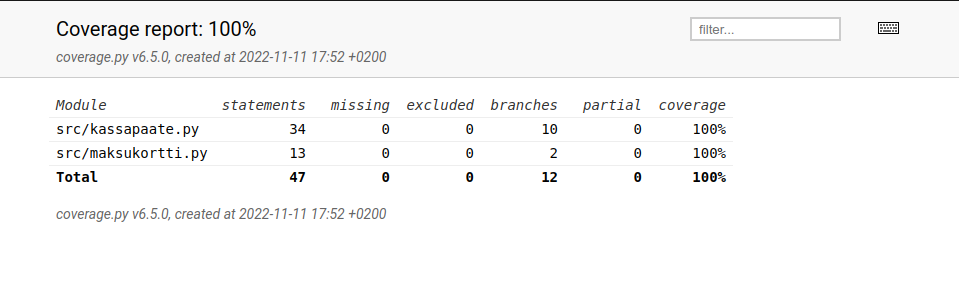 Coverage report: 100%
filter...
coverage.py v6.5.0, created at 2022-11-11 17:52 +0200
Module statements missing excluded branches partial coverage
src/kassapaate.py 34 0 0 10 0 100%
src/maksukortti.py 13 0 0 2 0 100%
Total 47 0 0 12 0 100%
coverage.py v6.5.0, created at 2022-11-11 17:52 +0200